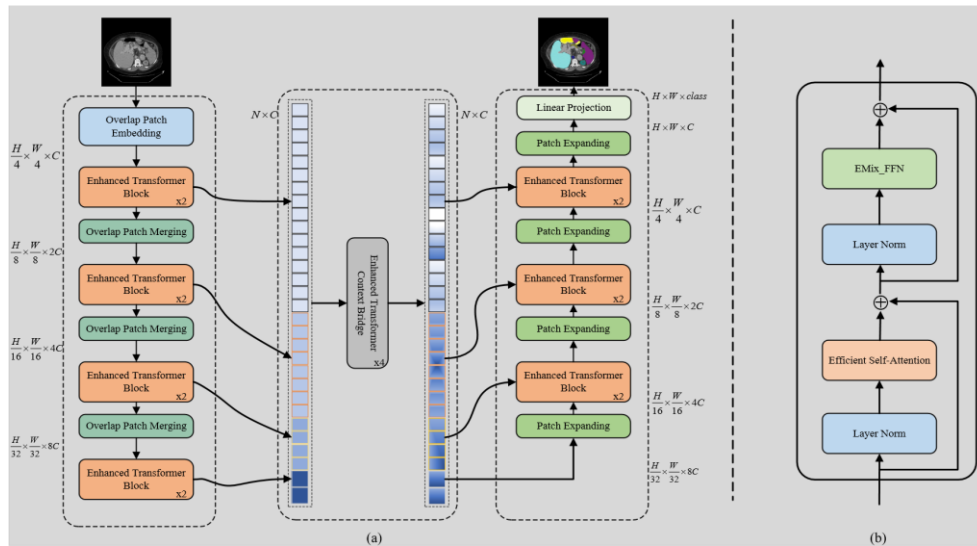 Overlap Patch
Embedding
H/4 × W/4 × C
Enhanced Transformer
Block
x2
Overlap Patch Merging
H/8 × W/8 × 2C
Enhanced Transformer
Block
x2
Overlap Patch Merging
H/16 × W/16 × 4C
Enhanced Transformer
Block
x2
Overlap Patch Merging
H/32 × W/32 × 8C
Enhanced Transformer
Block
x2
N × C
Enhanced Transformer
Context Bridge
x4
N × C
H × W × class
Linear Projection
H × W × C
Patch Expanding
Enhanced Transformer
Block
x2
H/4 × W/4 × C
Patch Expanding
Enhanced Transformer
Block
x2
H/8 × W/8 × 2C
Patch Expanding
Enhanced Transformer
Block
x2
H/16 × W/16 × 4C
Patch Expanding
H/32 × W/32 × 8C
(a)
EMix_FFN
Layer Norm
Efficient Self-Attention
Layer Norm
(b)